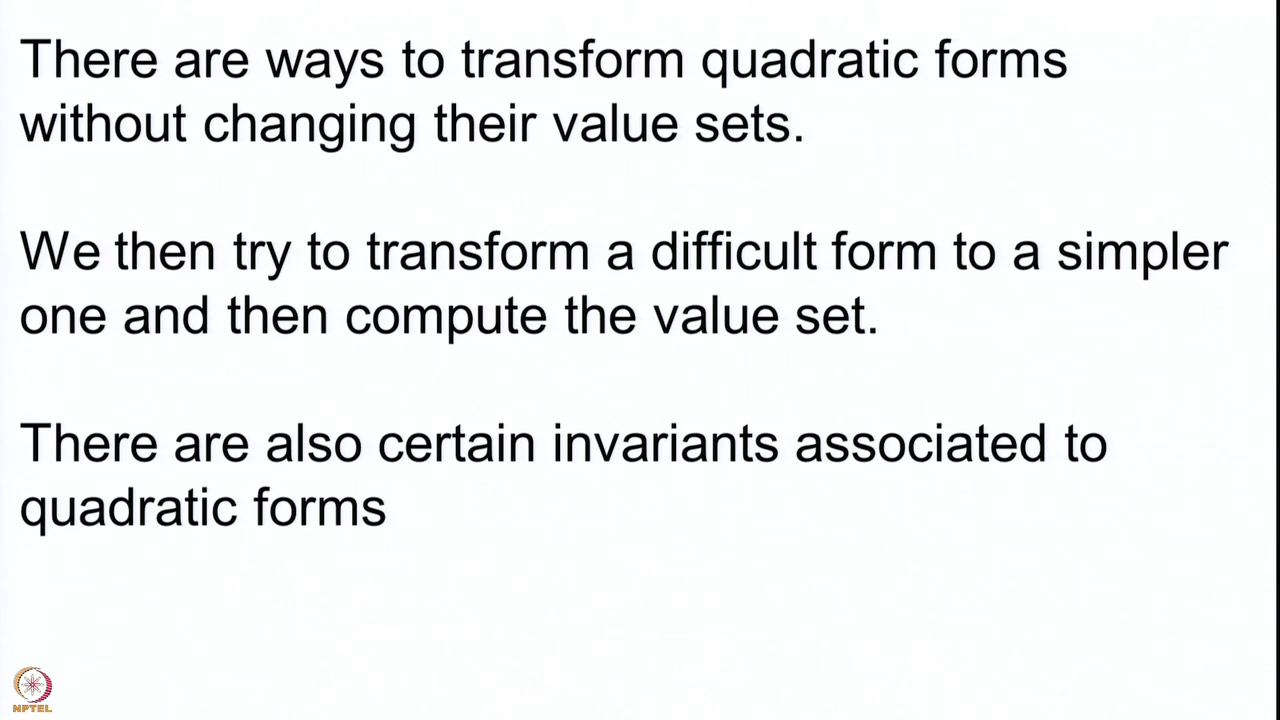 There are ways to transform quadratic forms
without changing their value sets.
We then try to transform a difficult form to a simpler
one and then compute the value set.
There are also certain invariants associated to
quadratic forms
NPTEL